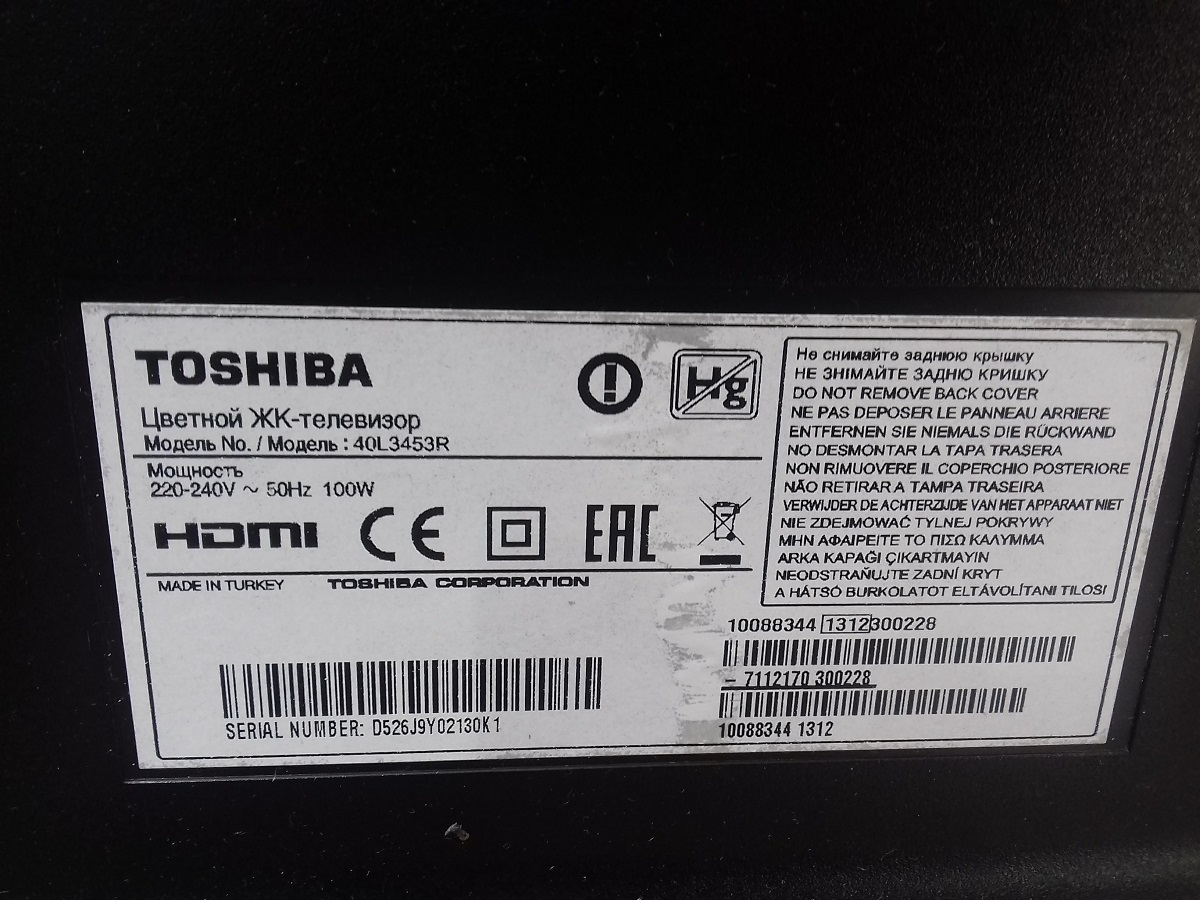 TOSHIBA
Цветной ЖК-телевизор
Модель No. / Модель : 40L3453R
Мощность
220-240V ~ 50Hz 100W
HDMI CE EAC
MADE IN TURKEY TOSHIBA CORPORATION
SERIAL NUMBER: D526J9Y02130K1
Hg
Не снимайте заднюю крышку
НЕ ЗНІМАЙТЕ ЗАДНЮ КРИШКУ
DO NOT REMOVE BACK COVER
NE PAS DEPOSER LE PANNEAU ARRIERE
ENTFERNEN SIE NIEMALS DIE RÜCKWAND
NO DESMONTAR LA TAPA TRASERA
NON RIMUOVERE IL COPERCHIO POSTERIORE
NÃO RETIRAR A TAMPA TRASEIRA
VERWIJDER DE ACHTERZIJDE VAN HET APPARAAT NIET
NIE ZDEJMOWAĆ TYLNEJ POKRYWY
ΜΗΝ ΑΦΑΙΡΕΙΤΕ ΤΟ ΠΙΣΩ ΚΑΛΥΜΜΑ
ARKA KAPAĞI ÇIKARTMAYIN
NEODSTRAŇUJTE ZADNÍ KRYT
A HÁTSÓ BURKOLATOT ELTÁVOLÍTANI TILOS!
10088344 1312 300228
- 7112170 300228
10088344 1312